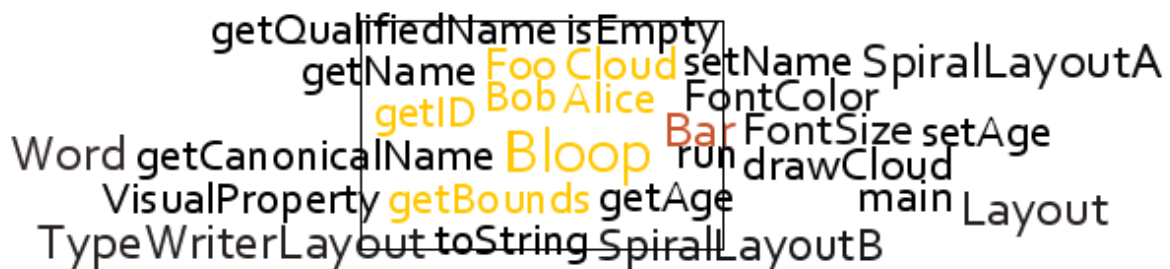 getQualifiedName isEmpty
getName Foo Cloud setName SpiralLayoutA
getID Bob Alice FontColor
Bar FontSize setAge
Word getCanonicalName Bloop run drawCloud
VisualProperty getBounds getAge main Layout
TypeWriterLayout toString SpiralLayoutB